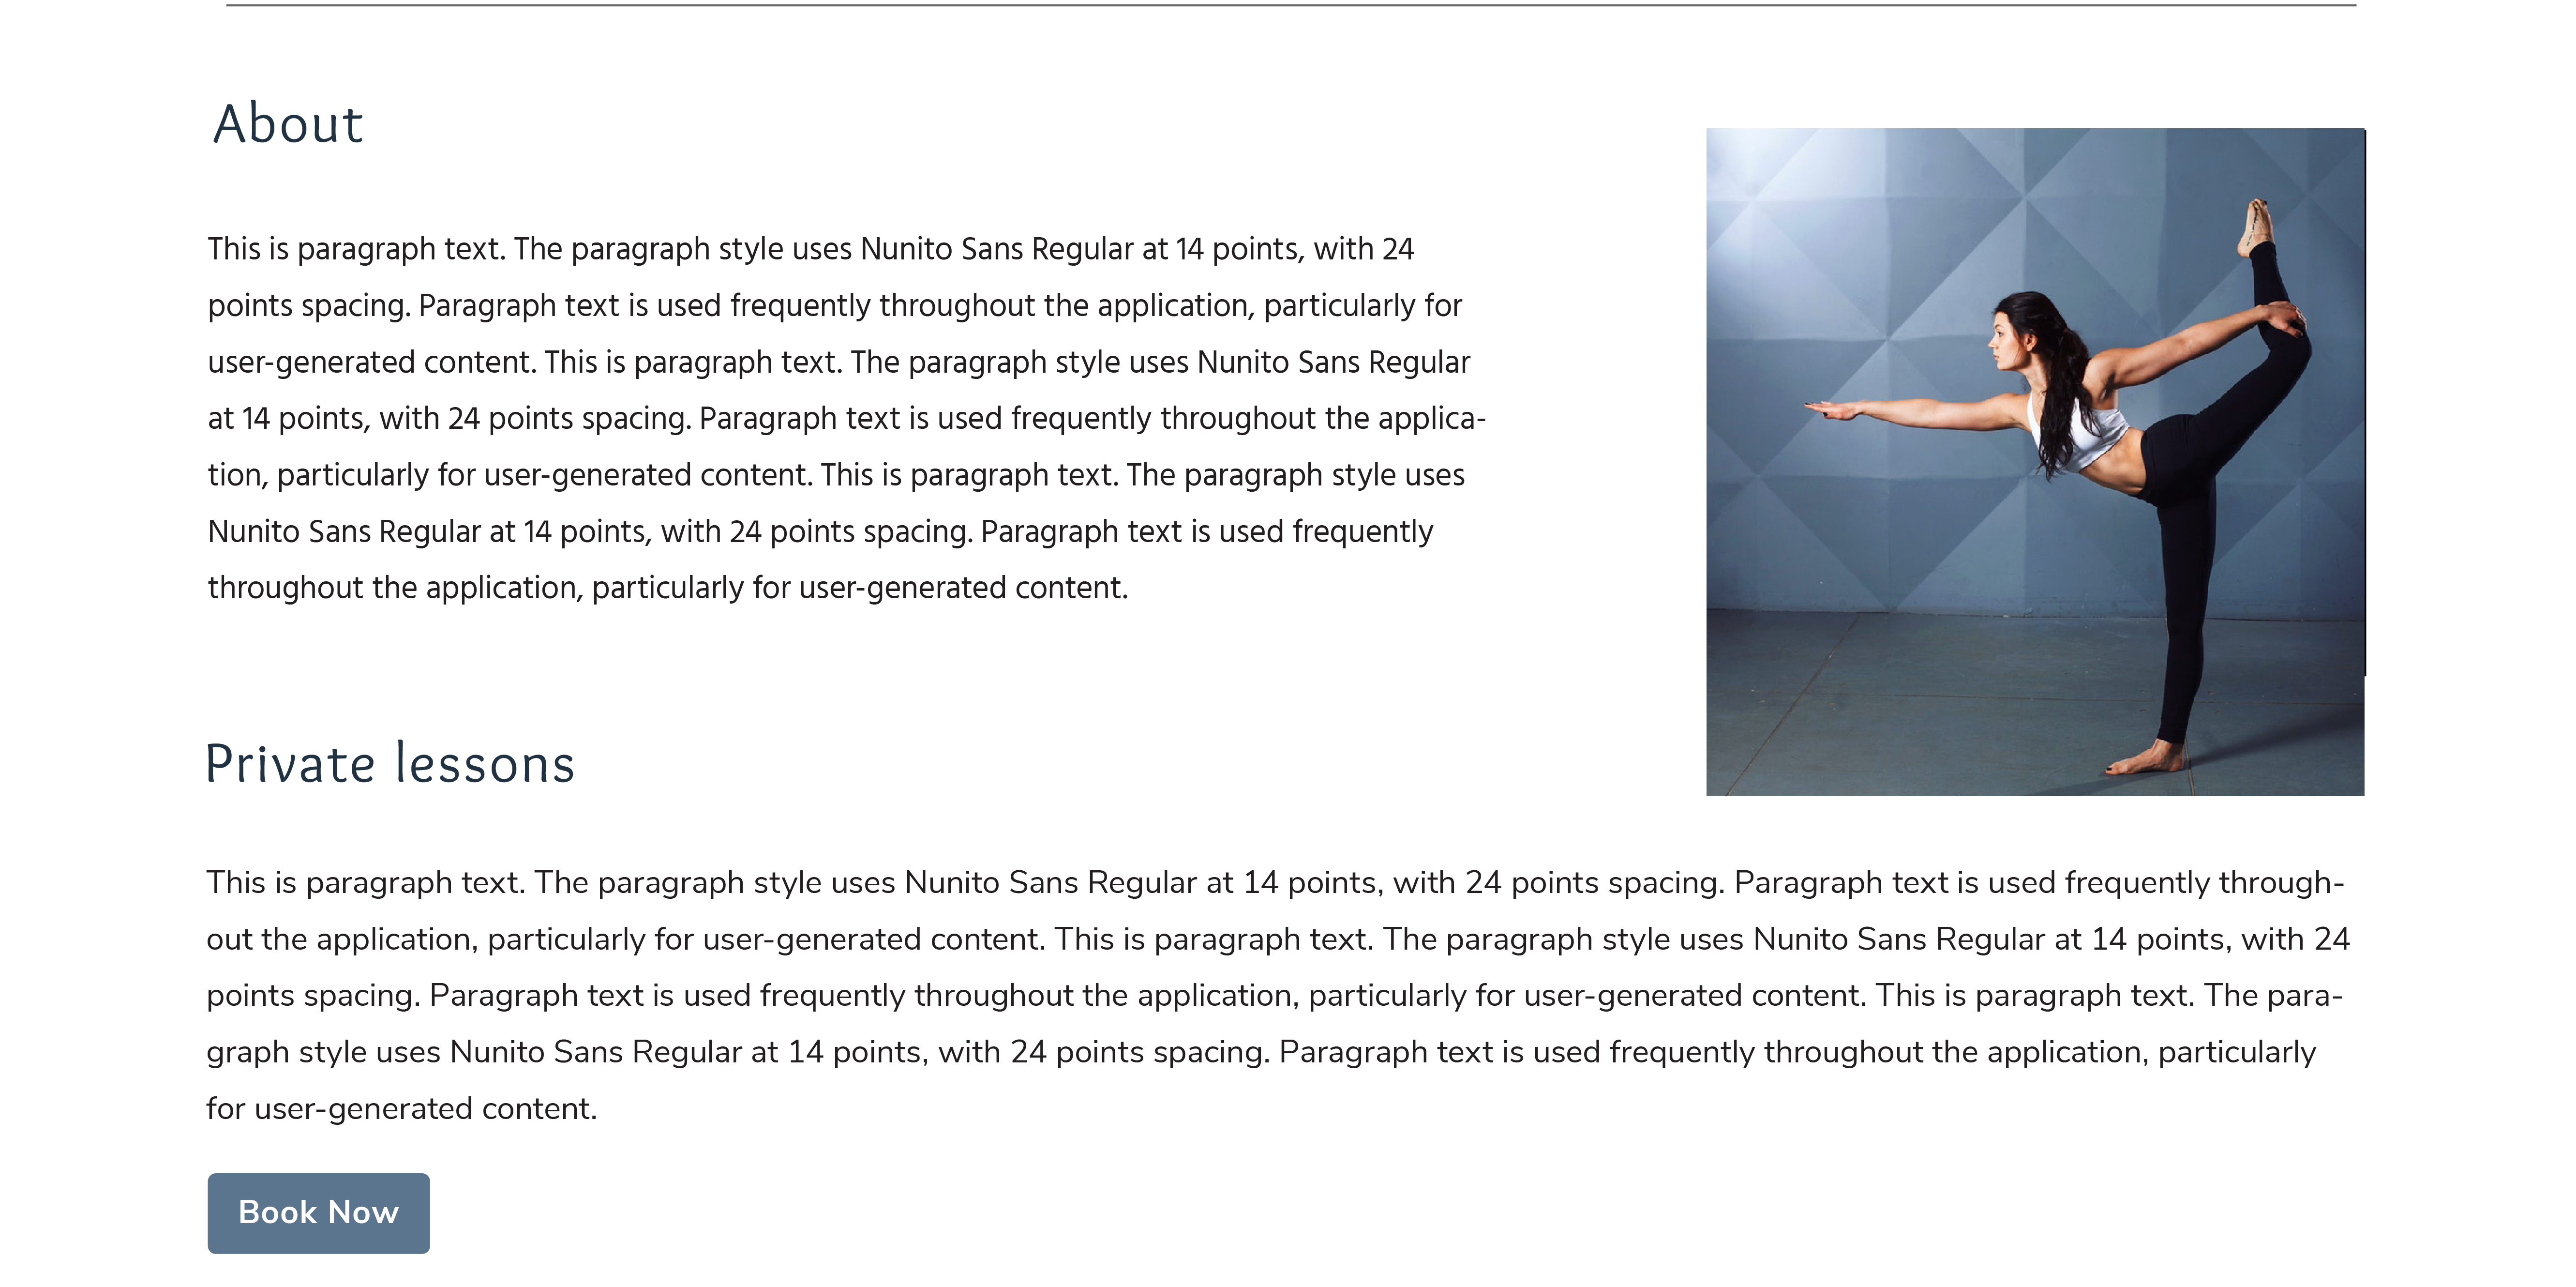 About
This is paragraph text. The paragraph style uses Nunito Sans Regular at 14 points, with 24
points spacing. Paragraph text is used frequently throughout the application, particularly for
user-generated content. This is paragraph text. The paragraph style uses Nunito Sans Regular
at 14 points, with 24 points spacing. Paragraph text is used frequently throughout the applica-
tion, particularly for user-generated content. This is paragraph text. The paragraph style uses
Nunito Sans Regular at 14 points, with 24 points spacing. Paragraph text is used frequently
throughout the application, particularly for user-generated content.
Private lessons
This is paragraph text. The paragraph style uses Nunito Sans Regular at 14 points, with 24 points spacing. Paragraph text is used frequently through-
out the application, particularly for user-generated content. This is paragraph text. The paragraph style uses Nunito Sans Regular at 14 points, with 24
points spacing. Paragraph text is used frequently throughout the application, particularly for user-generated content. This is paragraph text. The para-
graph style uses Nunito Sans Regular at 14 points, with 24 points spacing. Paragraph text is used frequently throughout the application, particularly
for user-generated content.
Book Now